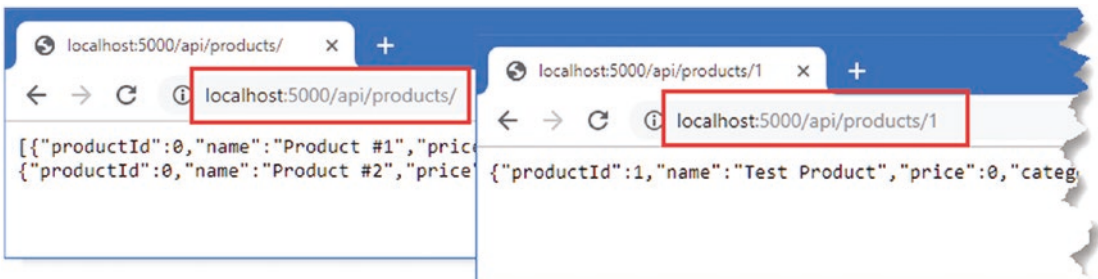 localhost:5000/api/products/
localhost:5000/api/products/
[{"productId":0,"name":"Product #1","pric
{"productId":0,"name":"Product #2","price"
localhost:5000/api/products/1
localhost:5000/api/products/1
{"productId":1,"name":"Test Product","price":0,"categ